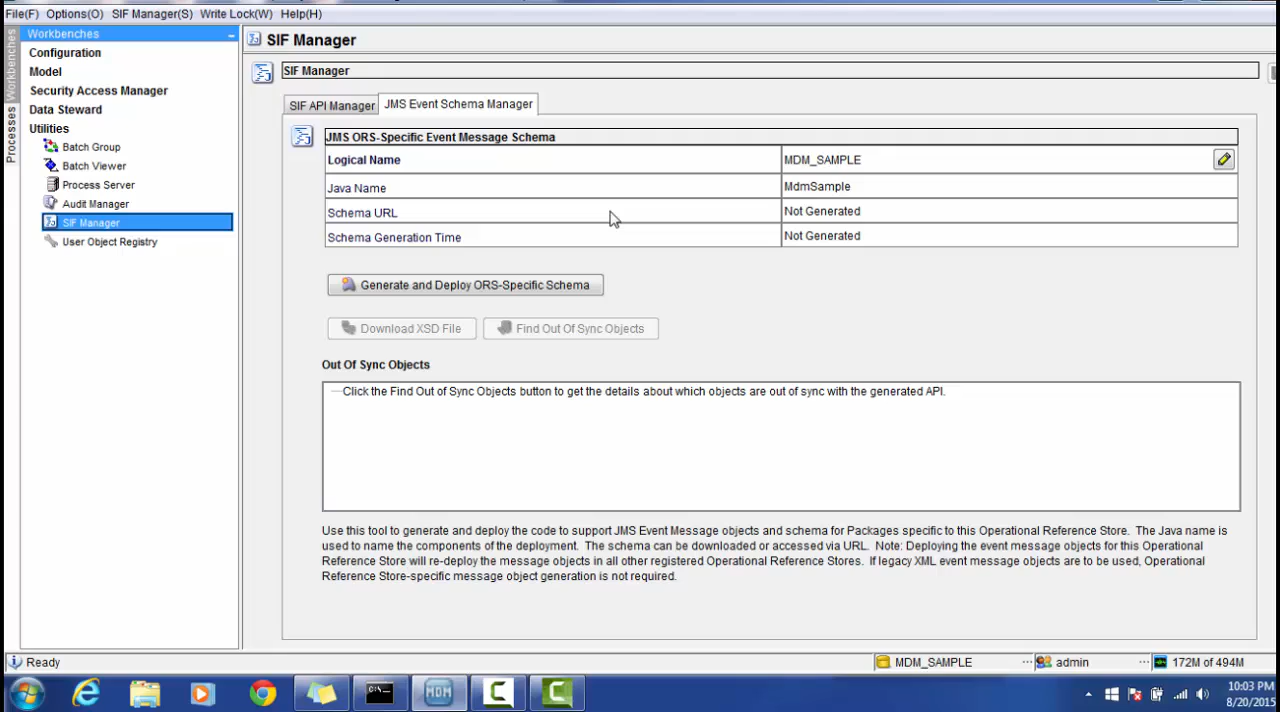 File(F) Options(O) SIF Manager(S) Write Lock(W) Help(H)
Workbenches
Processes
Workbenches
Configuration
Model
Security Access Manager
Data Steward
Utilities
Batch Group
Batch Viewer
Process Server
Audit Manager
SIF Manager
User Object Registry
SIF Manager
SIF Manager
SIF API Manager JMS Event Schema Manager
JMS ORS-Specific Event Message Schema
Logical Name MDM_SAMPLE
Java Name MdmSample
Schema URL Not Generated
Schema Generation Time Not Generated
Generate and Deploy ORS-Specific Schema
Download XSD File Find Out Of Sync Objects
Out Of Sync Objects
Click the Find Out of Sync Objects button to get the details about which objects are out of sync with the generated API.
Use this tool to generate and deploy the code to support JMS Event Message objects and schema for Packages specific to this Operational Reference Store. The Java name is
used to name the components of the deployment. The schema can be downloaded or accessed via URL. Note: Deploying the event message objects for this Operational
Reference Store will re-deploy the message objects in all other registered Operational Reference Stores. If legacy XML event message objects are to be used, Operational
Reference Store-specific message object generation is not required.
Ready MDM_SAMPLE admin 172M of 494M
C:\. MDM
10:03 PM
8/20/2015